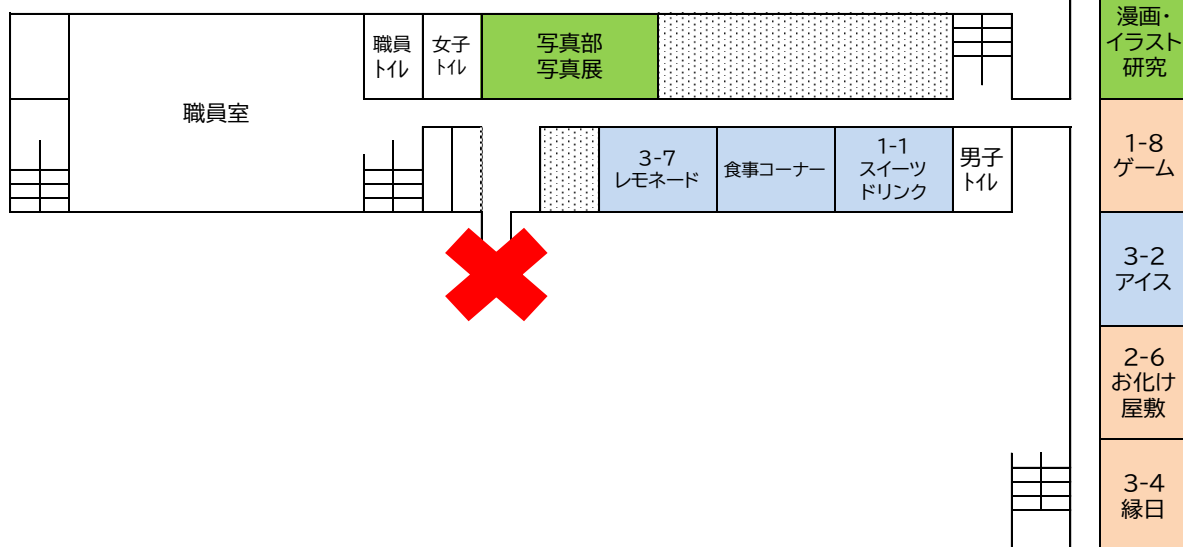 職員
トイレ
女子
トイレ
写真部
写真展
漫画・
イラスト
研究
職員室
3-7
レモネード
食事コーナー
1-1
スイーツ
ドリンク
男子
トイレ
1-8
ゲーム
3-2
アイス
2-6
お化け
屋敷
3-4
縁日